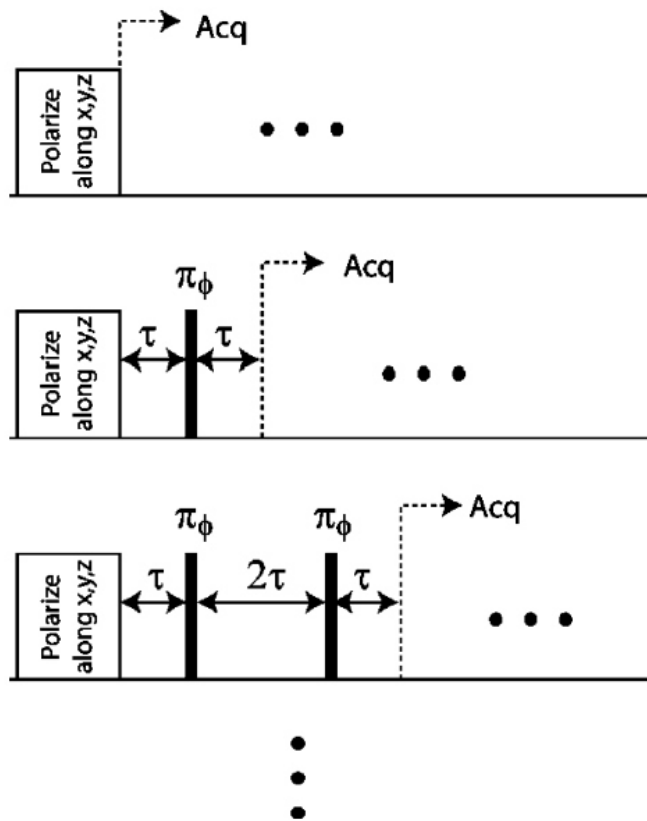 Acq
Polarize
along x,y,z
Acq
π_ϕ
τ τ
Polarize
along x,y,z
Acq
π_ϕ π_ϕ
τ 2τ τ
Polarize
along x,y,z